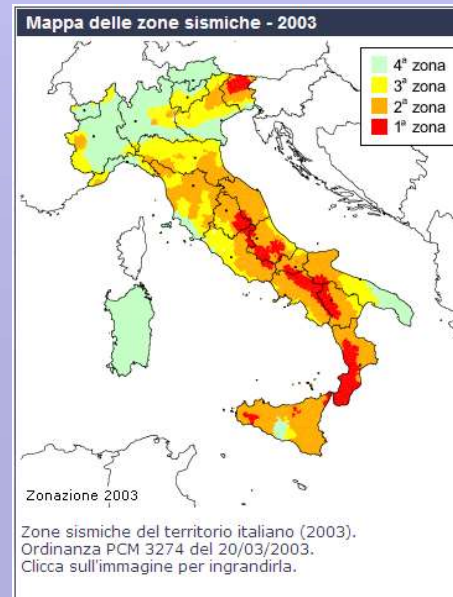 Mappa delle zone sismiche - 2003
4ª zona
3ª zona
2ª zona
1ª zona
Zonazione 2003
Zone sismiche del territorio italiano (2003).
Ordinanza PCM 3274 del 20/03/2003.
Clicca sull'immagine per ingrandirla.